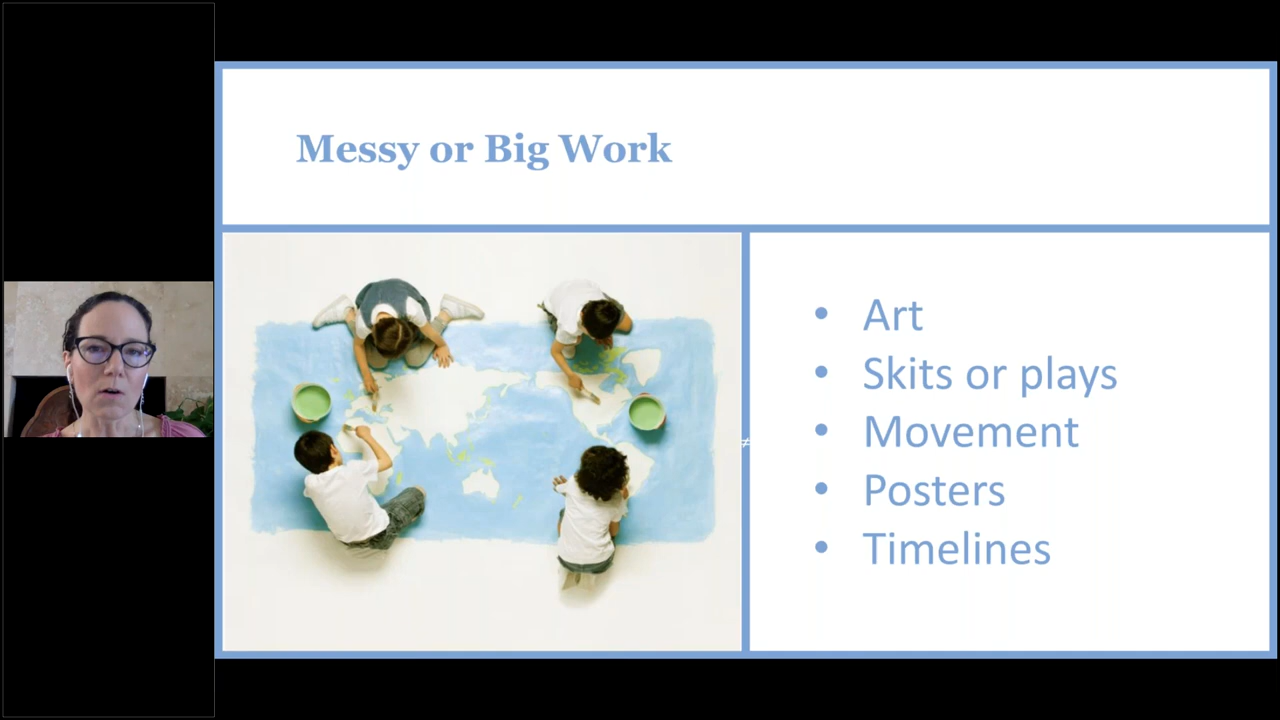 Messy or Big Work
• Art
• Skits or plays
• Movement
• Posters
• Timelines